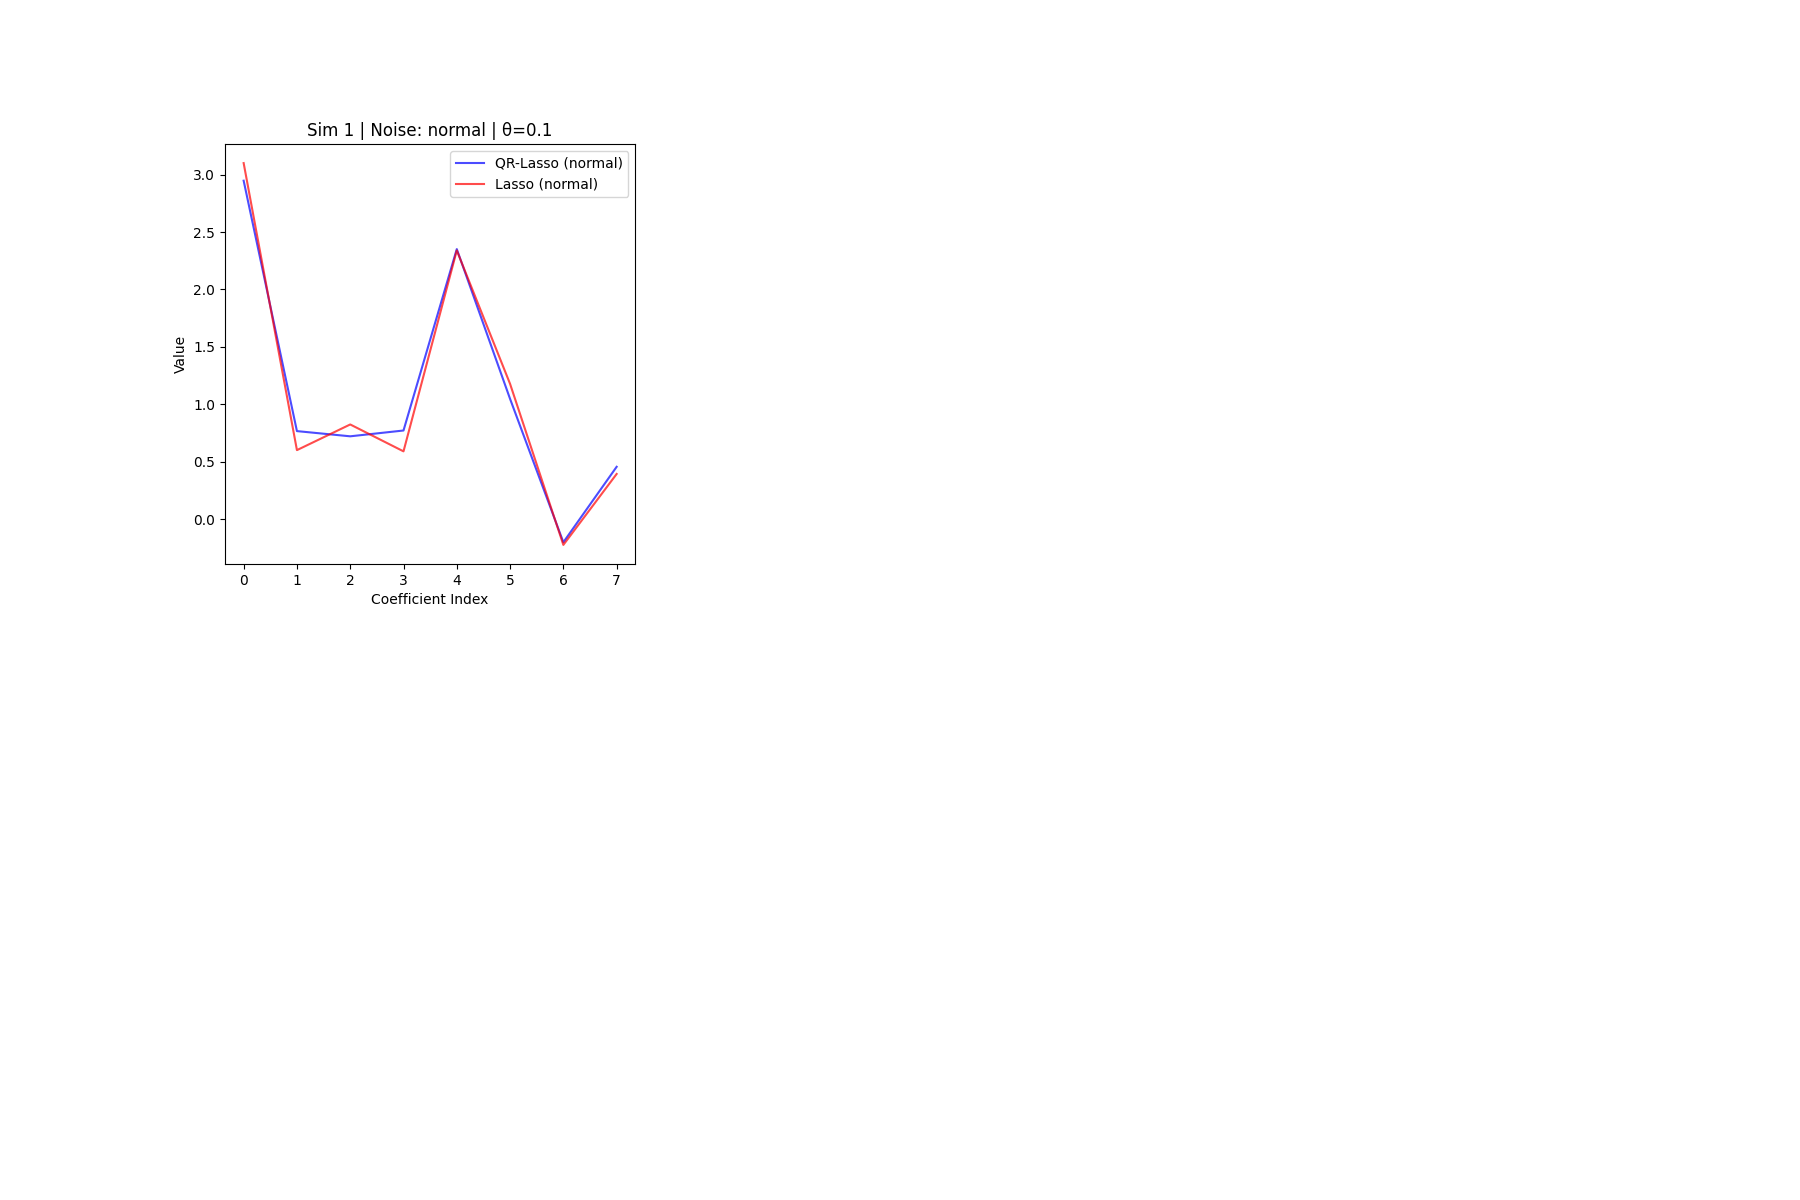 Sim 1 | Noise: normal | θ=0.1
QR-Lasso (normal)
Lasso (normal)
3.0
2.5
2.0
1.5
1.0
0.5
0.0
Value
0 1 2 3 4 5 6 7
Coefficient Index